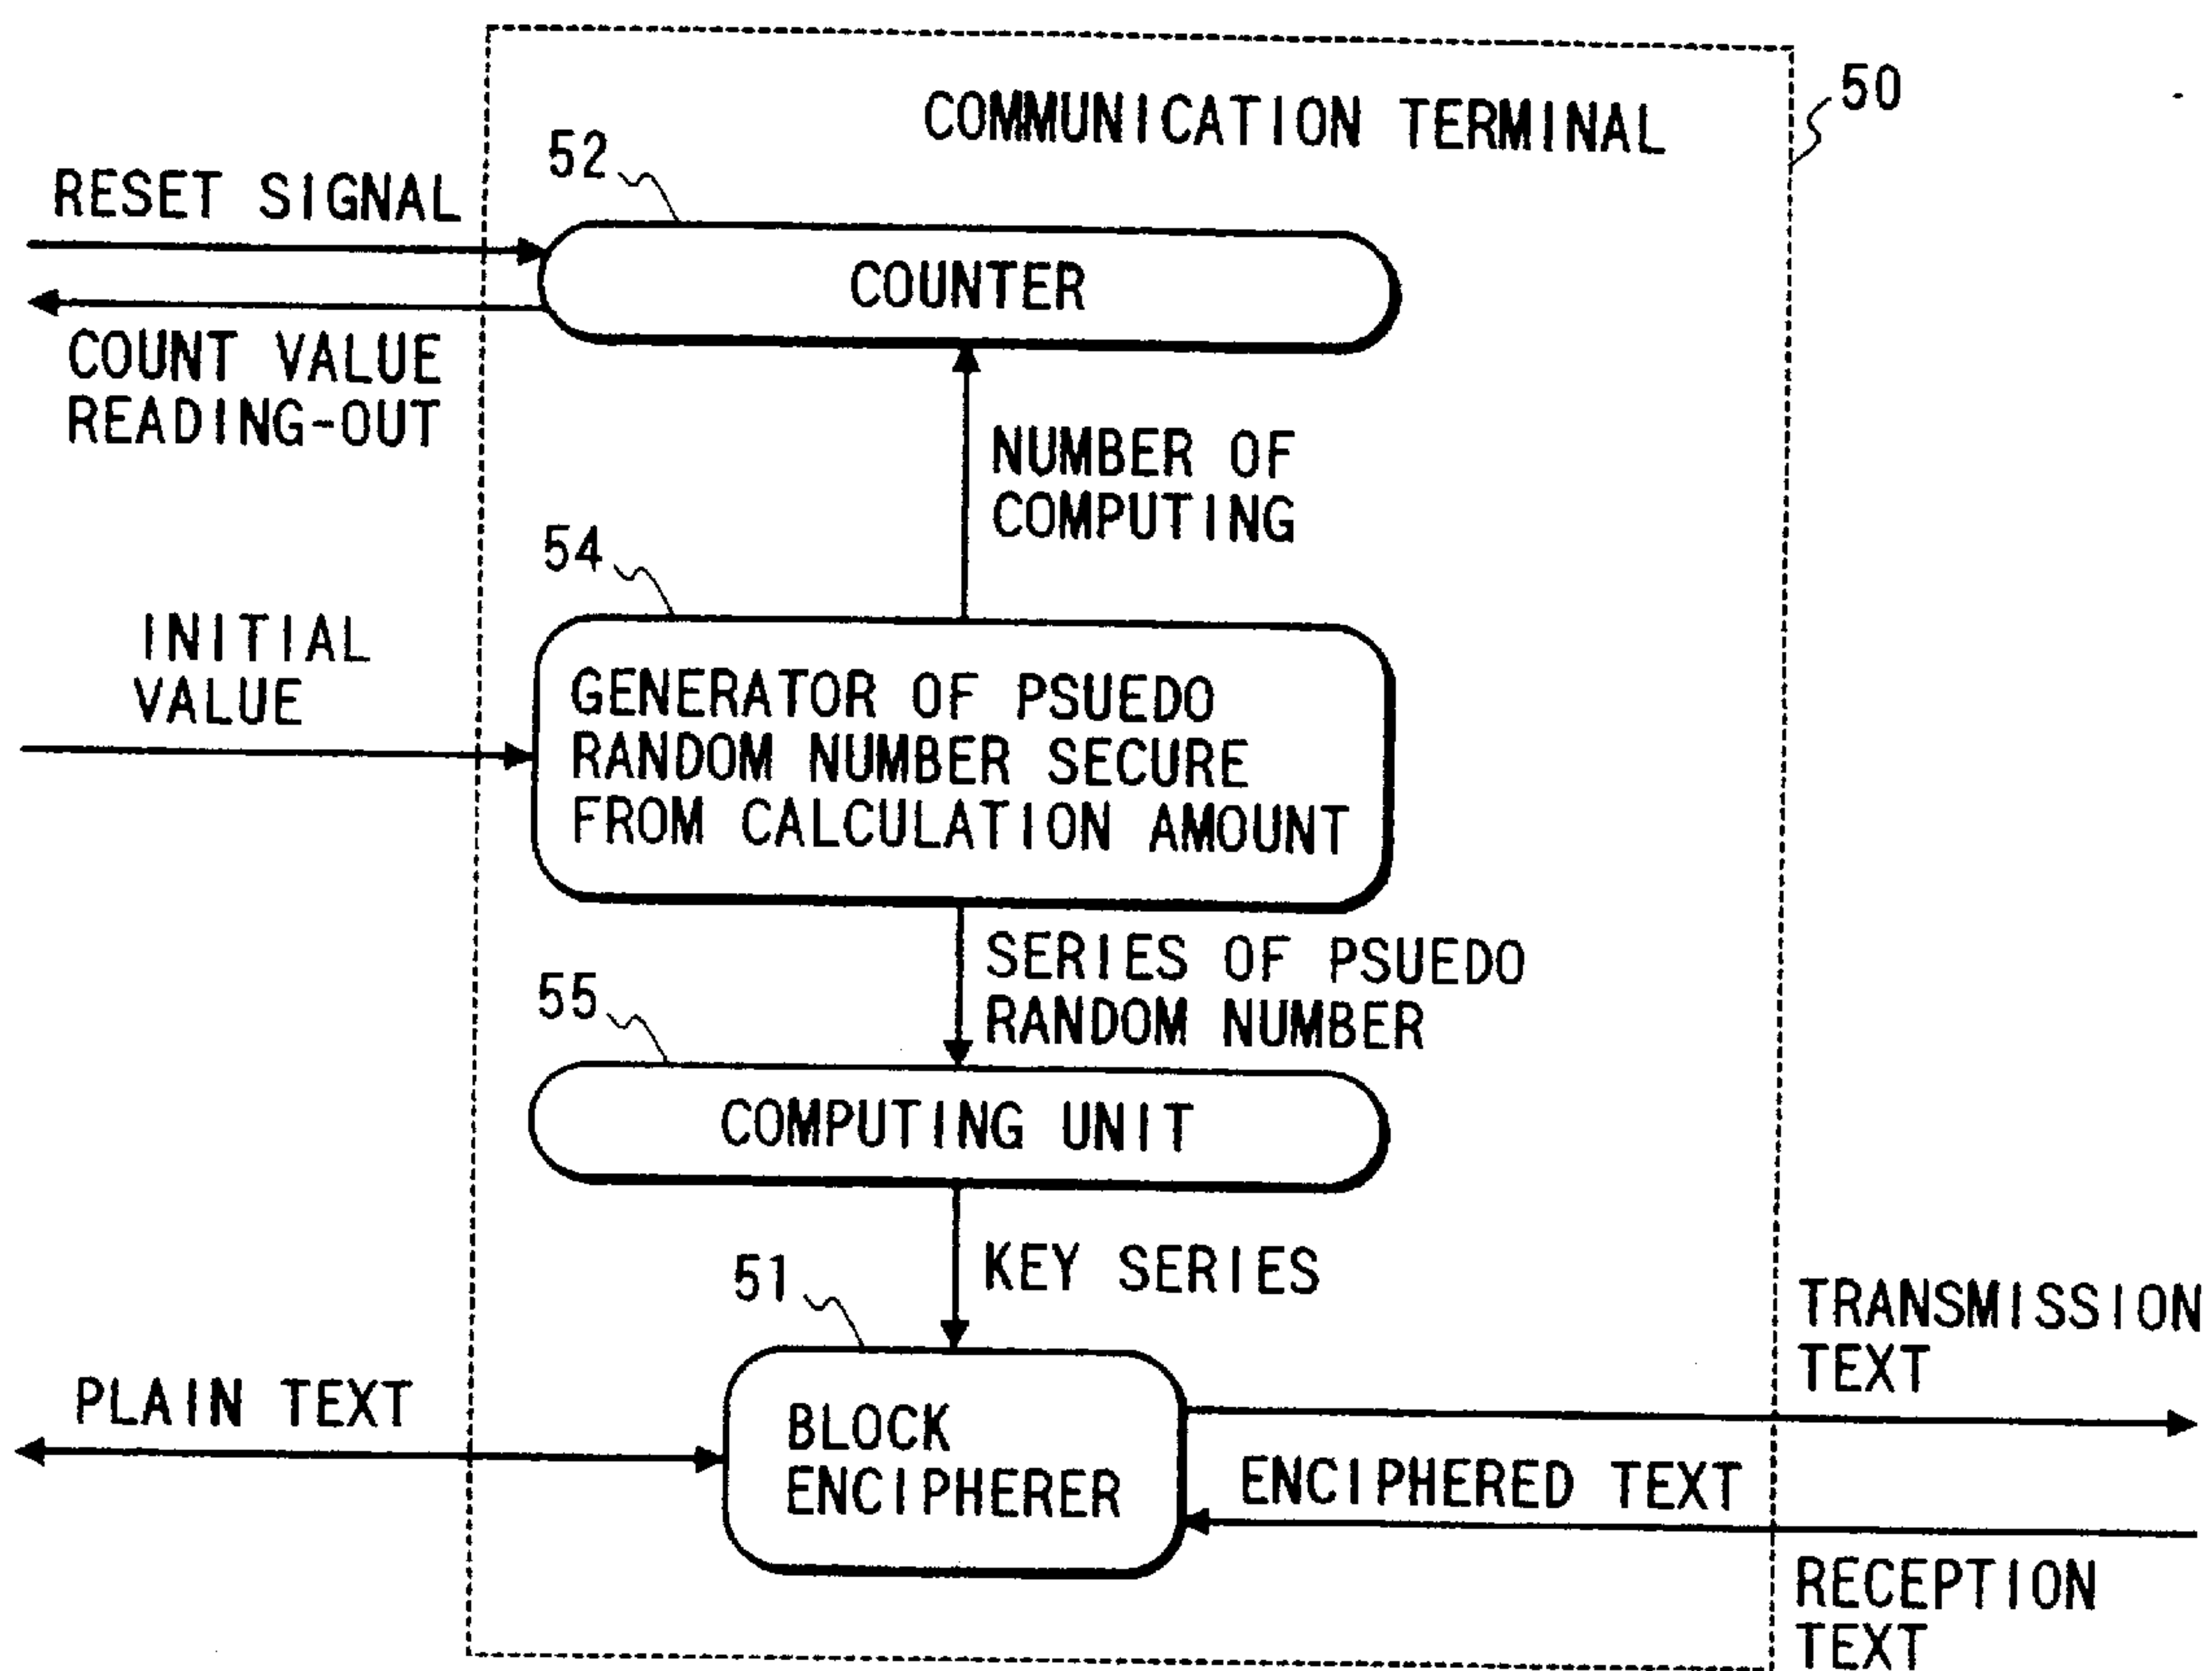 COMMUNICATION TERMINAL
50
52
RESET SIGNAL
COUNTER
COUNT VALUE
READING-OUT
NUMBER OF
COMPUTING
54
INITIAL
VALUE
GENERATOR OF PSUEDO
RANDOM NUMBER SECURE
FROM CALCULATION AMOUNT
SERIES OF PSUEDO
RANDOM NUMBER
55
COMPUTING UNIT
KEY SERIES
51
TRANSMISSION
TEXT
PLAIN TEXT
BLOCK
ENCIPHERER
ENCIPHERED TEXT
RECEPTION
TEXT